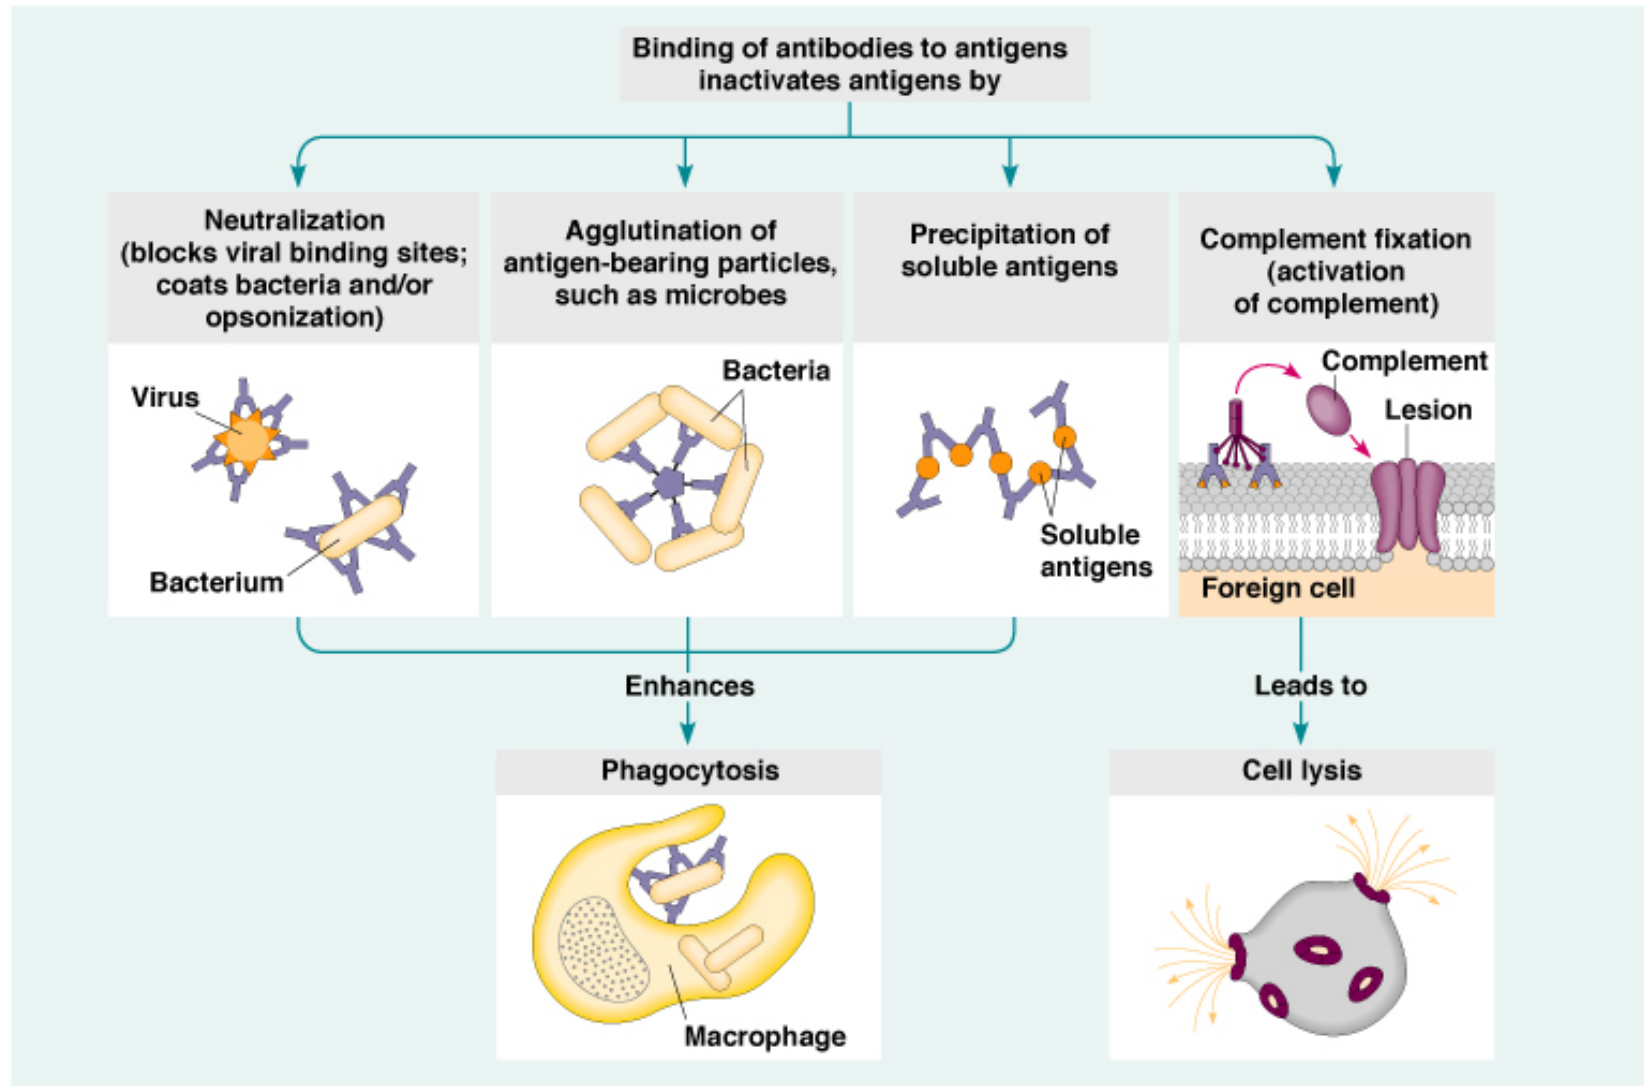 Binding of antibodies to antigens
inactivates antigens by
Neutralization
(blocks viral binding sites;
coats bacteria and/or
opsonization)
Agglutination of
antigen-bearing particles,
such as microbes
Precipitation of
soluble antigens
Complement fixation
(activation
of complement)
Virus
Bacterium
Bacteria
Soluble
antigens
Complement
Lesion
Foreign cell
Enhances
Leads to
Phagocytosis
Macrophage
Cell lysis